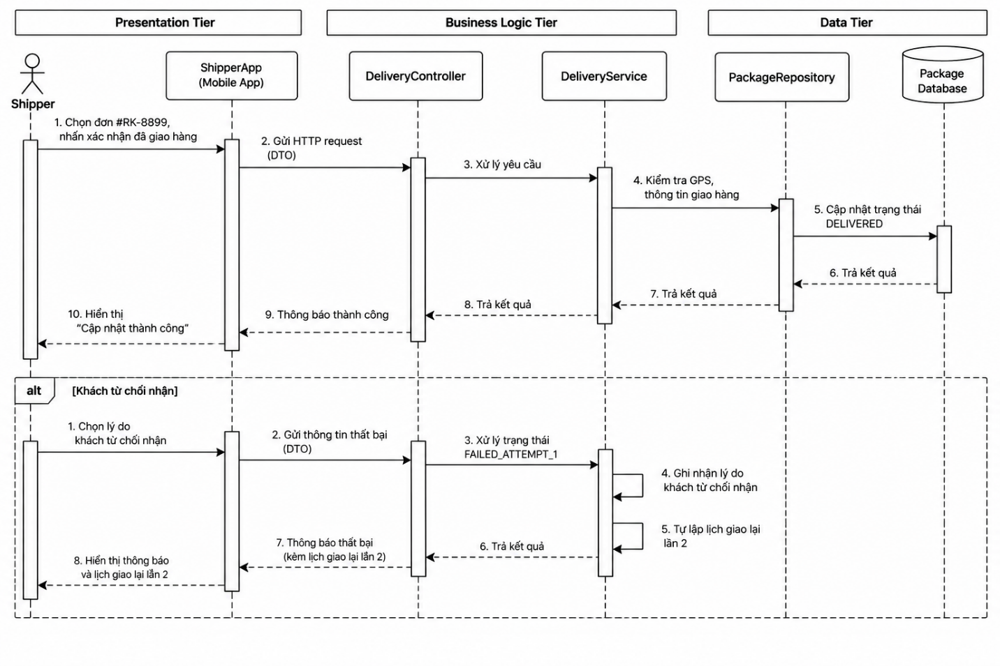 Presentation Tier
Business Logic Tier
Data Tier
Shipper
ShipperApp
(Mobile App)
DeliveryController
DeliveryService
PackageRepository
Package
Database
1. Chọn đơn #RK-8899,
nhấn xác nhận đã giao hàng
2. Gửi HTTP request
(DTO)
3. Xử lý yêu cầu
4. Kiểm tra GPS,
thông tin giao hàng
5. Cập nhật trạng thái
DELIVERED
6. Trả kết quả
7. Trả kết quả
8. Trả kết quả
9. Thông báo thành công
10. Hiển thị
“Cập nhật thành công”
alt
[Khách từ chối nhận]
1. Chọn lý do
khách từ chối nhận
2. Gửi thông tin thất bại
(DTO)
3. Xử lý trạng thái
FAILED_ATTEMPT_1
4. Ghi nhận lý do
khách từ chối nhận
5. Tự lập lịch giao lại
lần 2
6. Trả kết quả
7. Thông báo thất bại
(kèm lịch giao lại lần 2)
8. Hiển thị thông báo
và lịch giao lại lần 2